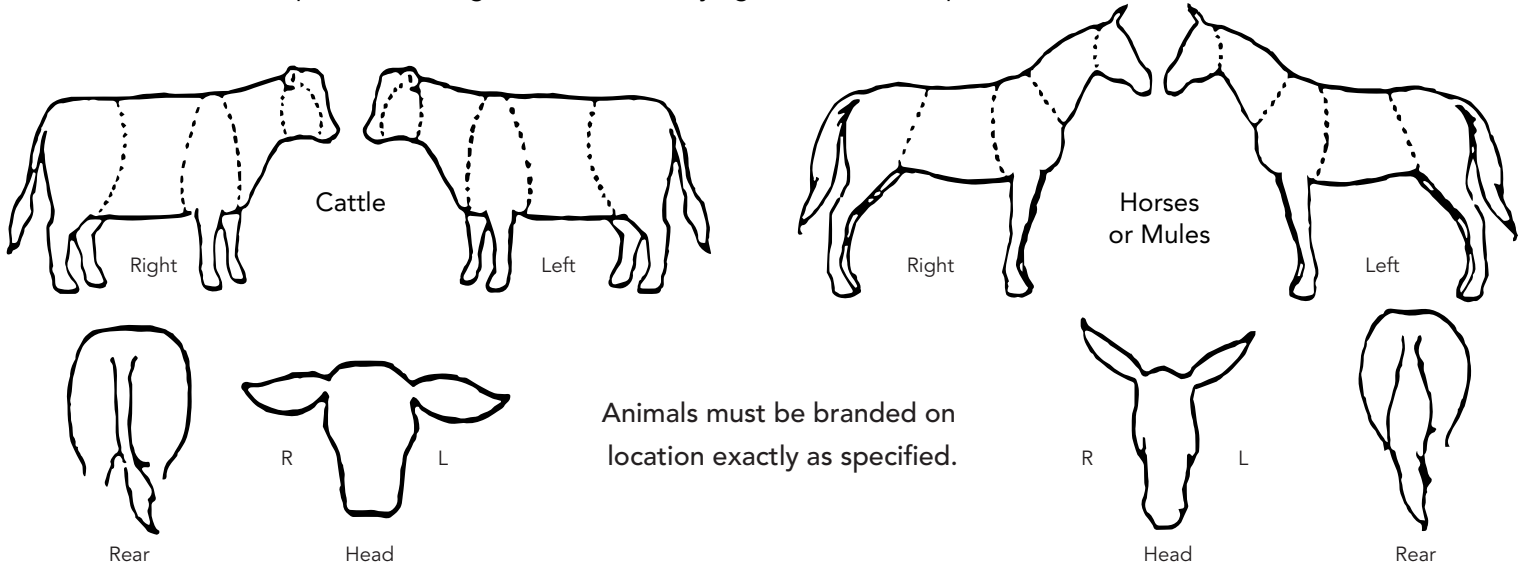 Cattle
Right
Left
Horses
or Mules
Right
Left
R
L
Animals must be branded on
location exactly as specified.
R
L
Rear
Head
Head
Rear